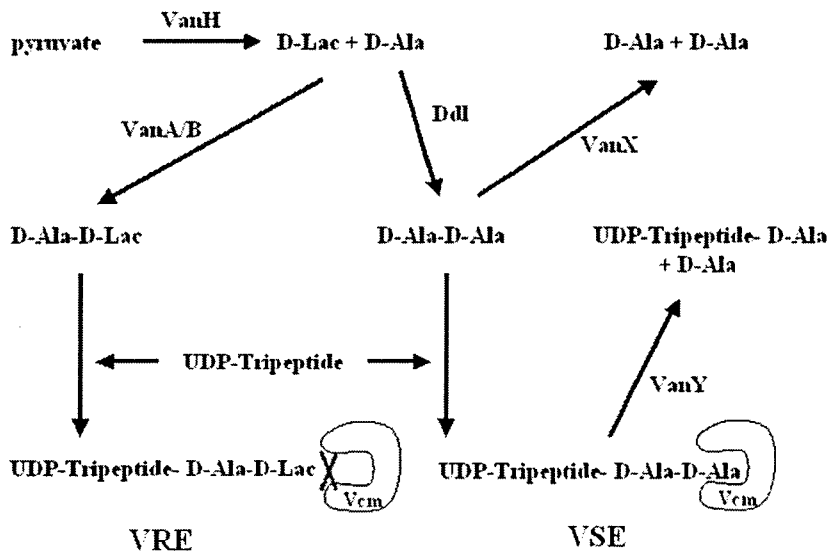 VanH
pyruvate
D-Lac + D-Ala
D-Ala + D-Ala
VanA/B
Ddl
VanX
D-Ala-D-Lac
D-Ala-D-Ala
UDP-Tripeptide- D-Ala
+ D-Ala
UDP-Tripeptide
VanY
UDP-Tripeptide- D-Ala-D-Lac
Vcm
UDP-Tripeptide- D-Ala-D-Ala
Vcm
VRE
VSE